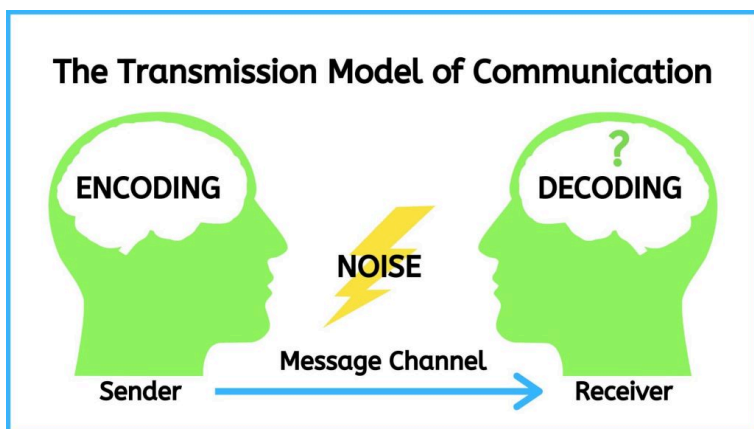 The Transmission Model of Communication
ENCODING
?
DECODING
NOISE
Message Channel
Sender
Receiver